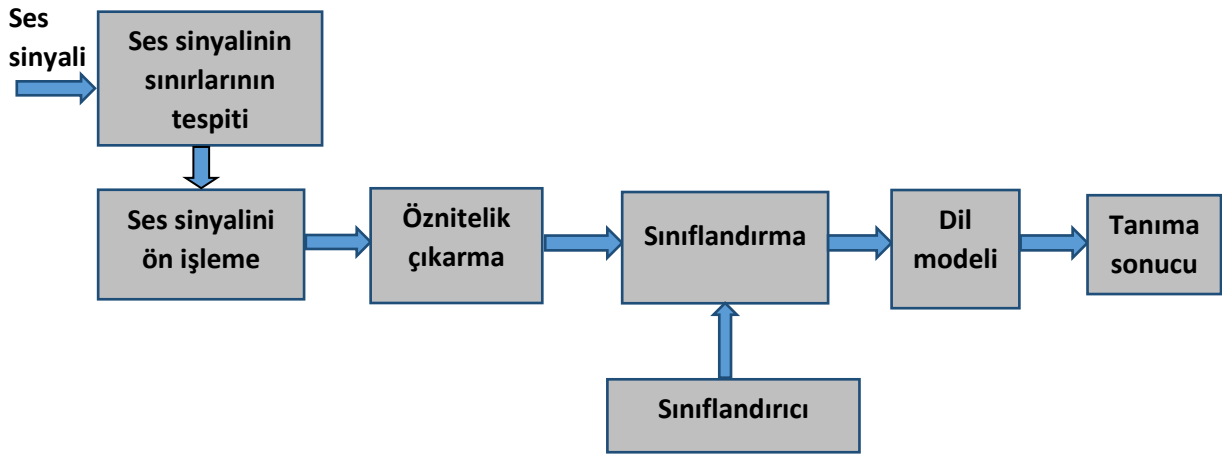 Ses
sinyali
Ses sinyalinin
sınırlarının
tespiti
Ses sinyalini
ön işleme
Öznitelik
çıkarma
Sınıflandırma
Dil
modeli
Tanıma
sonucu
Sınıflandırıcı